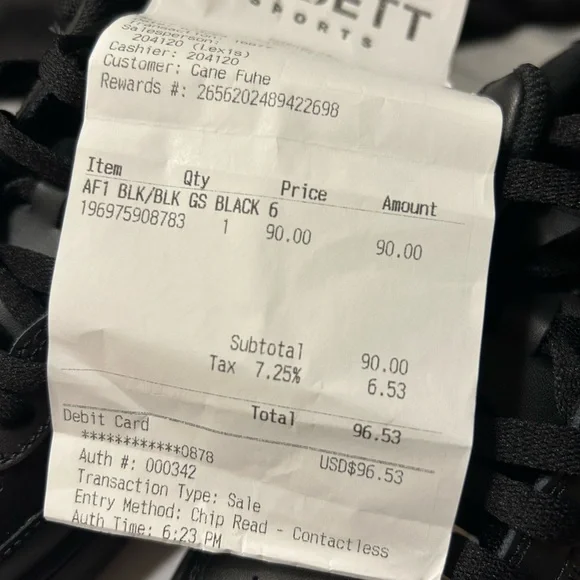 ETT
SPORTS
Salesperson:
204120 (Lexis)
Cashier: 204120
Customer: Cane Fuhe
Rewards #: 2656202489422698
Item Qty Price Amount
AF1 BLK/BLK GS BLACK 6
196975908783 1 90.00 90.00
Subtotal 90.00
Tax 7.25% 6.53
Total 96.53
Debit Card USD$96.53
************0878
Auth #: 000342
Transaction Type: Sale
Entry Method: Chip Read - Contactless
Auth Time: 6:23 PM